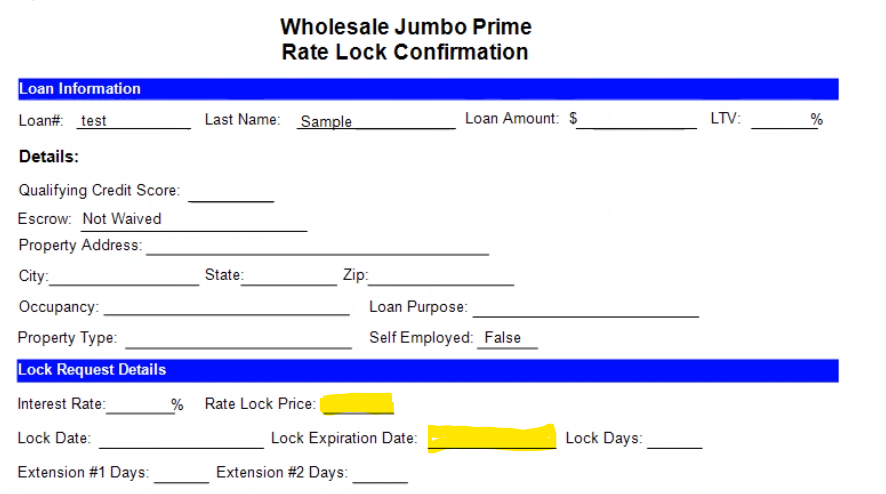 Wholesale Jumbo Prime
Rate Lock Confirmation
Loan Information
Loan#: test Last Name: Sample Loan Amount: $ LTV: %
Details:
Qualifying Credit Score:
Escrow: Not Waived
Property Address:
City: State: Zip:
Occupancy: Loan Purpose:
Property Type: Self Employed: False
Lock Request Details
Interest Rate: % Rate Lock Price:
Lock Date: Lock Expiration Date: Lock Days:
Extension #1 Days: Extension #2 Days: